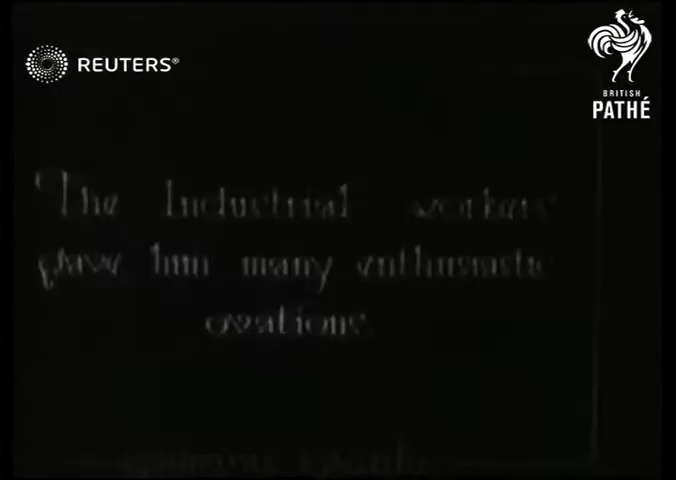 REUTERS®
BRITISH
PATHÉ
The Industrial workers
gave him many enthusiastic
ovations.